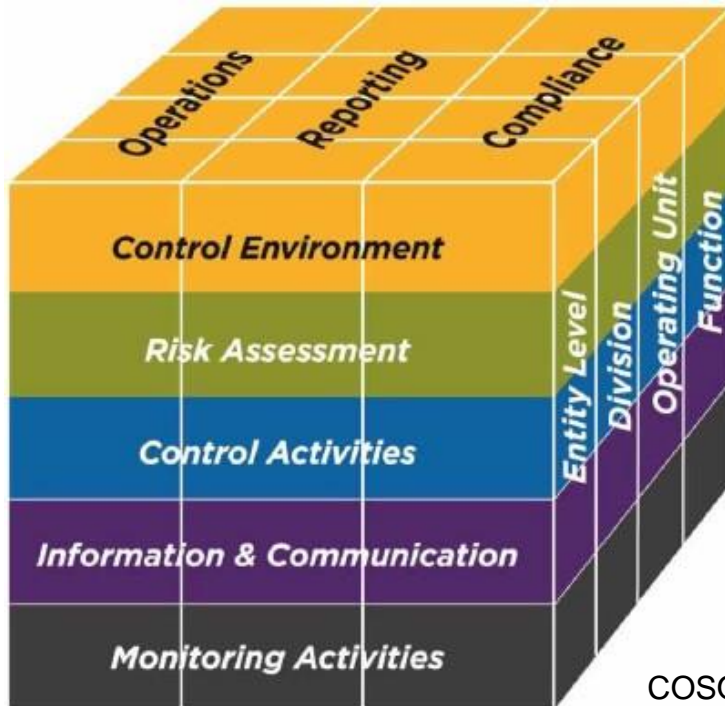 Operations
Reporting
Compliance
Control Environment
Risk Assessment
Control Activities
Information & Communication
Monitoring Activities
Entity Level
Division
Operating Unit
Function